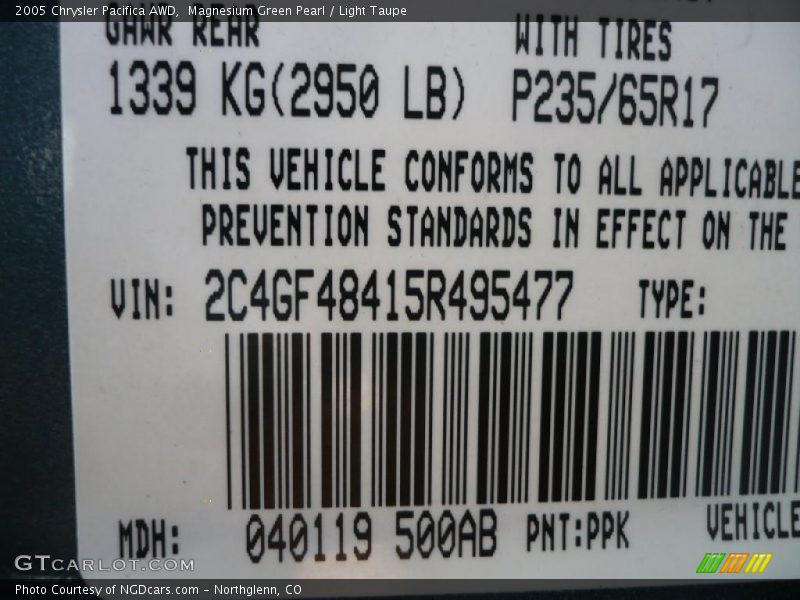 2005 Chrysler Pacifica AWD, Magnesium Green Pearl / Light Taupe
GAWR REAR WITH TIRES
1339 KG(2950 LB) P235/65R17
THIS VEHICLE CONFORMS TO ALL APPLICABLE
PREVENTION STANDARDS IN EFFECT ON THE
VIN: 2C4GF48415R495477 TYPE:
MDH: 040119 500AB PNT:PPK VEHICLE
GTCARLOT.COM
Photo Courtesy of NGDcars.com – Northglenn, CO